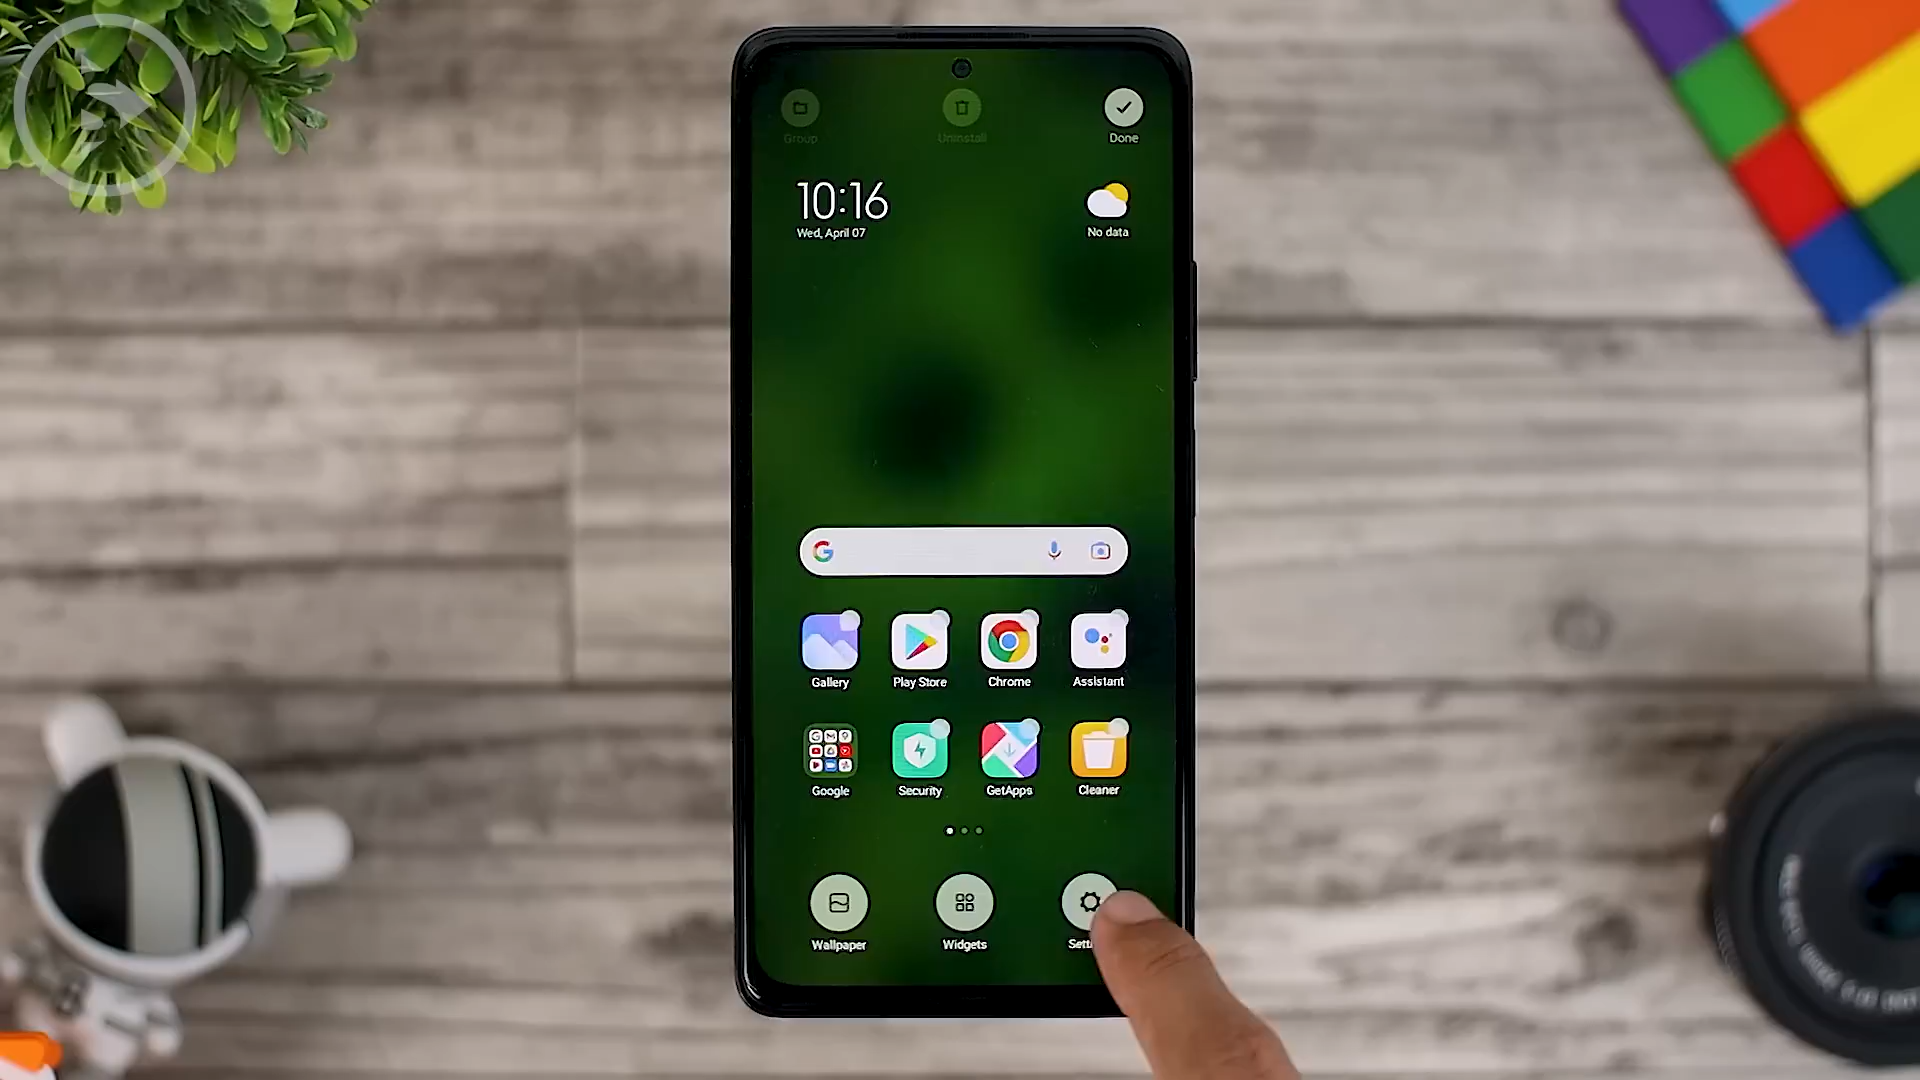 Group
Uninstall
Done
10:16
Wed, April 07
No data
Gallery
Play Store
Chrome
Assistant
Google
Security
GetApps
Cleaner
Wallpaper
Widgets